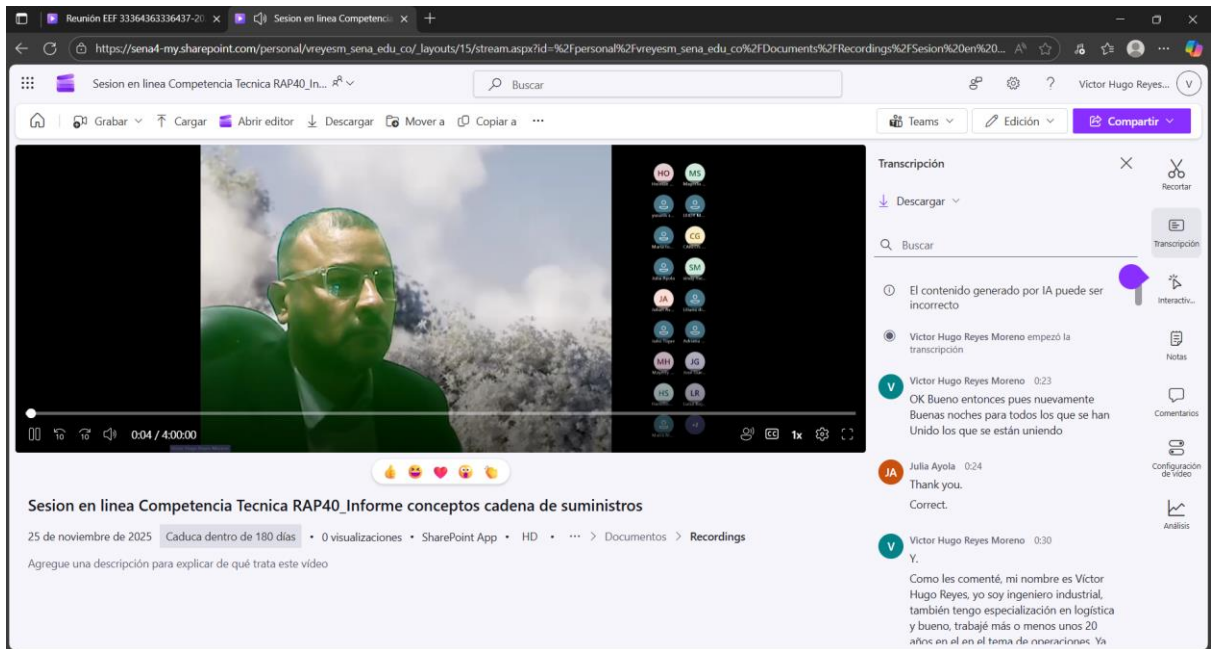 Reunión EEF 33364363336437-20
Sesion en linea Competencia
https://sena4-my.sharepoint.com/personal/vreyesm_sena_edu_co/_layouts/15/stream.aspx?id=%2Fpersonal%2Fvreyesm_sena_edu_co%2FDocuments%2FRecordings%2FSesion%20en%20...
Sesion en linea Competencia Tecnica RAP40_In...
Buscar
Victor Hugo Reyes...
V
Grabar
Cargar
Abrir editor
Descargar
Mover a
Copiar a
...
Teams
Edición
Compartir
HO
MS
CG
SM
JA
MH
JG
HS
LR
10
10
0:04 / 4:00:00
CC
1x
Sesion en linea Competencia Tecnica RAP40_Informe conceptos cadena de suministros
25 de noviembre de 2025 Caduca dentro de 180 días • 0 visualizaciones • SharePoint App • HD • ... > Documentos > Recordings
Agregue una descripción para explicar de qué trata este vídeo
Transcripción
Descargar
Buscar
El contenido generado por IA puede ser
incorrecto
Victor Hugo Reyes Moreno empezó la
transcripción
V
Victor Hugo Reyes Moreno 0:23
OK Bueno entonces pues nuevamente
Buenas noches para todos los que se han
Unido los que se están uniendo
JA
Julia Ayola 0:24
Thank you.
Correct.
V
Victor Hugo Reyes Moreno 0:30
Y.
Como les comenté, mi nombre es Víctor
Hugo Reyes, yo soy ingeniero industrial,
también tengo especialización en logística
y bueno, trabajé más o menos unos 20
años en el en el tema de operaciones. Ya
Recortar
Transcripción
Interactiv...
Notas
Comentarios
Configuración
de vídeo
Análisis